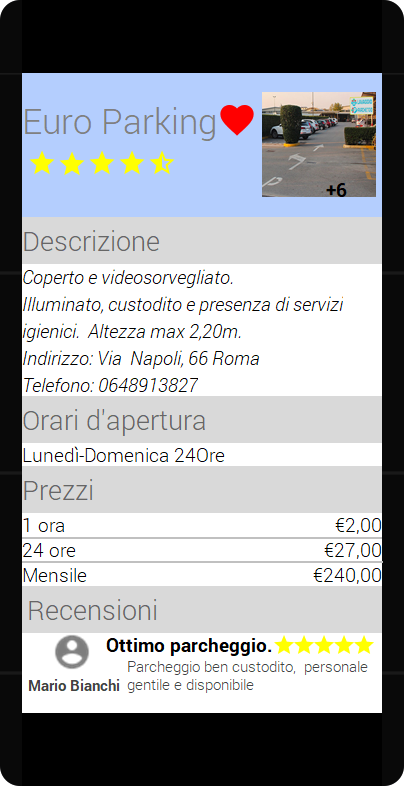 Euro Parking
+6
Descrizione
Coperto e videosorvegliato.
Illuminato, custodito e presenza di servizi
igienici. Altezza max 2,20m.
Indirizzo: Via Napoli, 66 Roma
Telefono: 0648913827
Orari d'apertura
Lunedì-Domenica 24Ore
Prezzi
1 ora €2,00
24 ore €27,00
Mensile €240,00
Recensioni
Ottimo parcheggio.
Parcheggio ben custodito, personale
Mario Bianchi gentile e disponibile